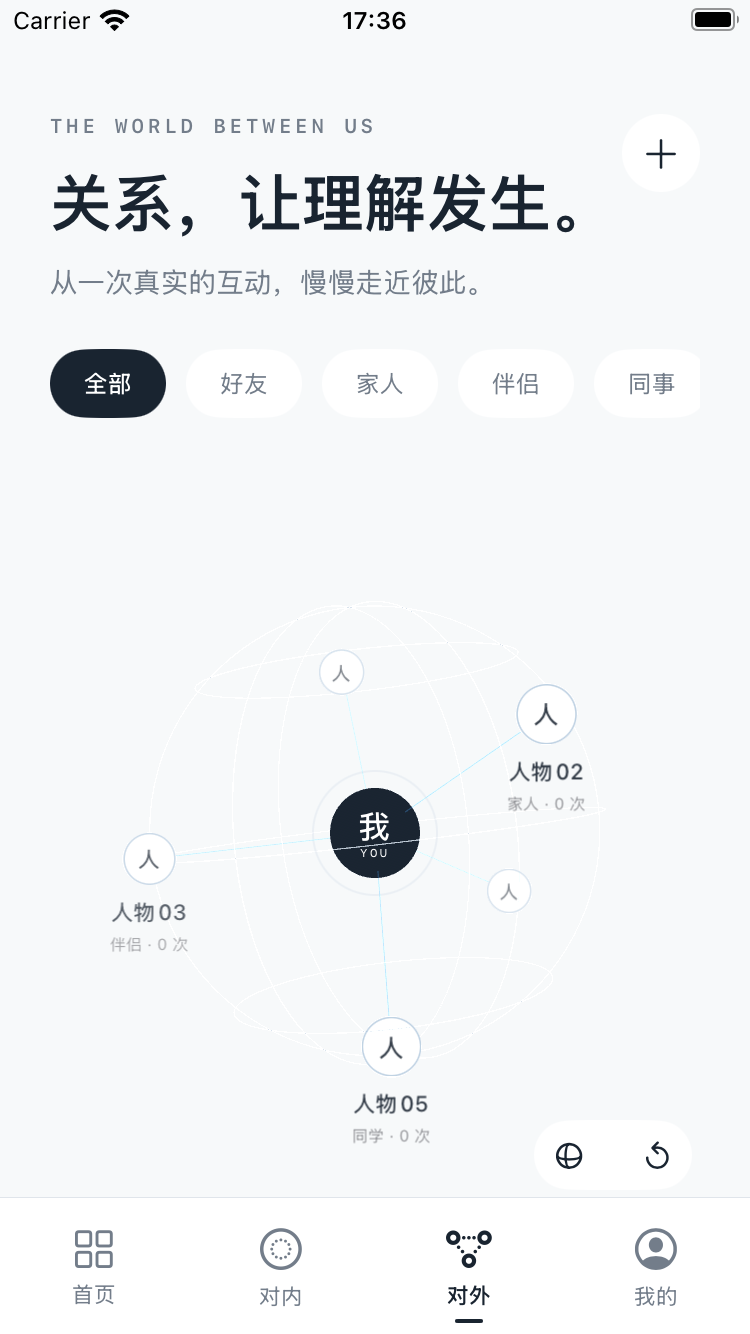 Carrier 17:36
THE WORLD BETWEEN US
关系，让理解发生。
从一次真实的互动，慢慢走近彼此。
全部 好友 家人 伴侣 同事
人
人
人物02
家人 · 0 次
我
YOU
人
人物03
伴侣 · 0 次
人
人
人物05
同学 · 0 次
首页 对内 对外 我的